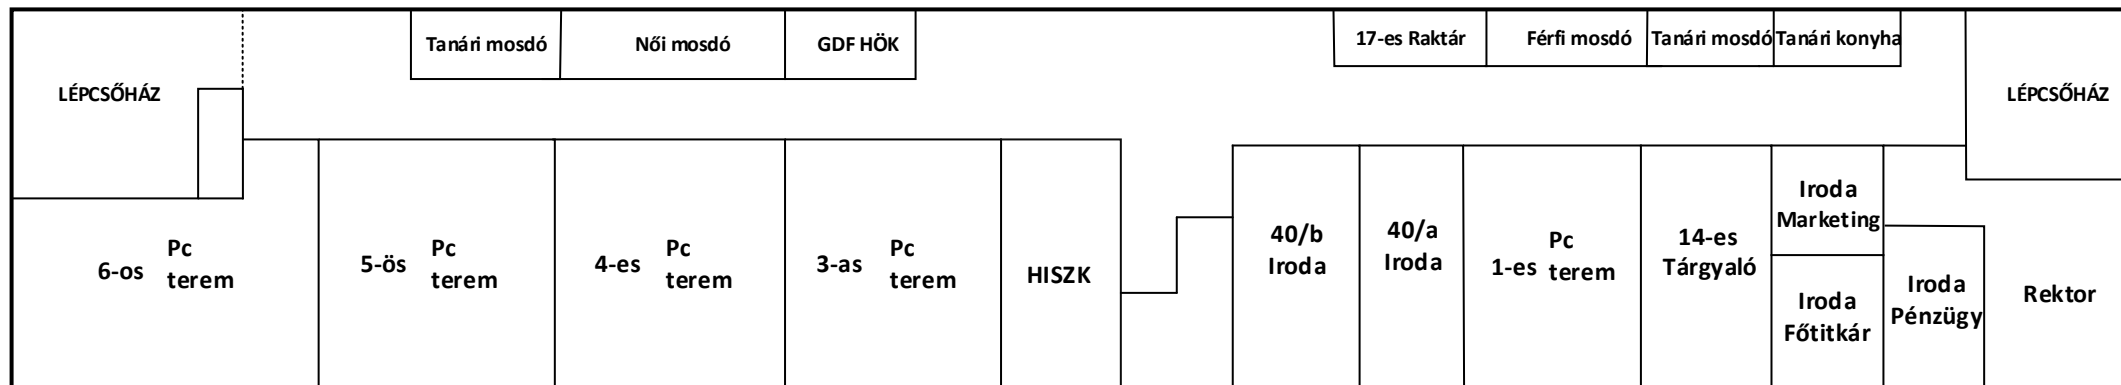 Tanári mosdó
Női mosdó
GDF HÖK
17-es Raktár
Férfi mosdó
Tanári mosdó
Tanári konyha
LÉPCSŐHÁZ
LÉPCSŐHÁZ
6-os
Pc
terem
5-ös
Pc
terem
4-es
Pc
terem
3-as
Pc
terem
HISZK
40/b
Iroda
40/a
Iroda
1-es
Pc
terem
14-es
Tárgyaló
Iroda
Marketing
Iroda
Főtitkár
Iroda
Pénzügy
Rektor